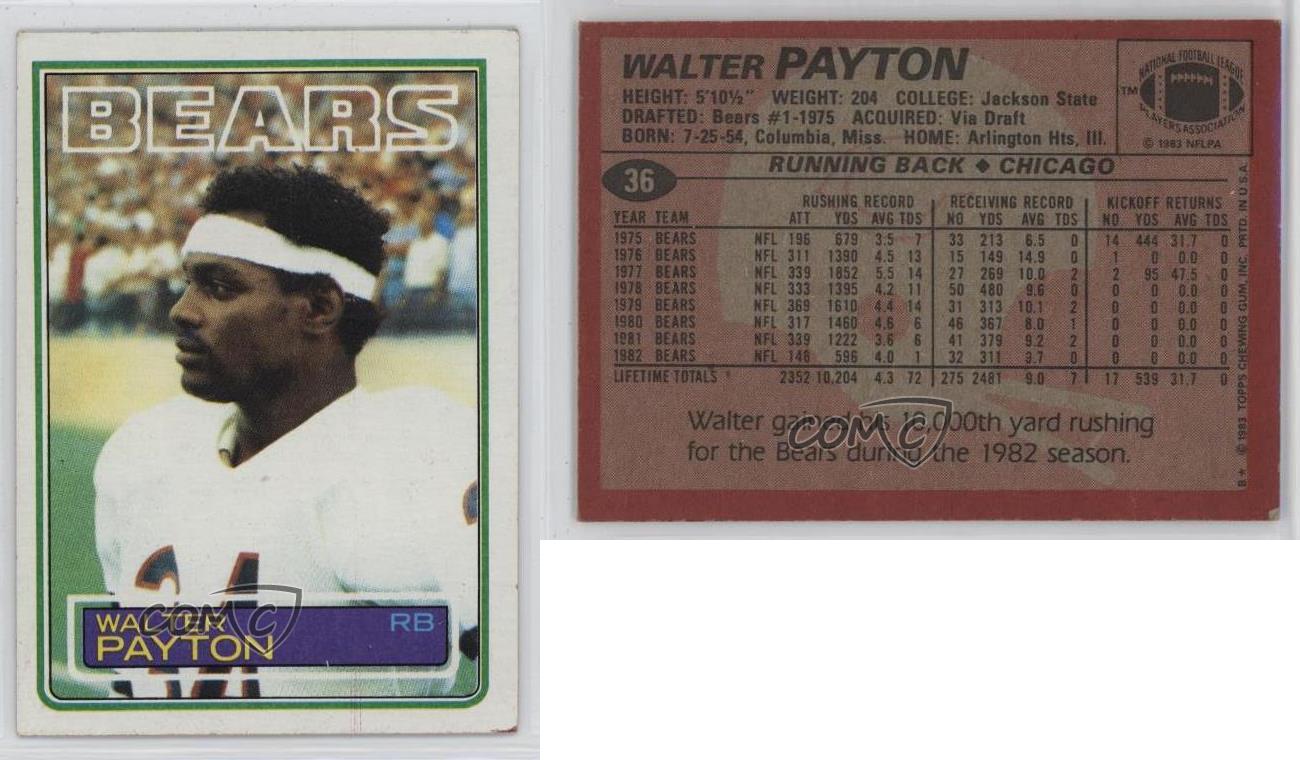 BEARS
WALTER
PAYTON
RB
COMC
WALTER PAYTON
HEIGHT: 5'10½" WEIGHT: 204 COLLEGE: Jackson State
DRAFTED: Bears #1-1975 ACQUIRED: Via Draft
BORN: 7-25-54, Columbia, Miss. HOME: Arlington Hts, Ill.
NATIONAL FOOTBALL LEAGUE
PLAYERS ASSOCIATION
TM
© 1983 NFLPA
36
RUNNING BACK ♦ CHICAGO
RUSHING RECORD RECEIVING RECORD KICKOFF RETURNS
YEAR TEAM ATT YDS AVG TDS NO YDS AVG TDS NO YDS AVG TDS
1975 BEARS NFL 196 679 3.5 7 33 213 6.5 0 14 444 31.7 0
1976 BEARS NFL 311 1390 4.5 13 15 149 14.9 0 1 0 0.0 0
1977 BEARS NFL 339 1852 5.5 14 27 269 10.0 2 2 95 47.5 0
1978 BEARS NFL 333 1395 4.2 11 50 480 9.6 0 0 0 0.0 0
1979 BEARS NFL 369 1610 4.4 14 31 313 10.1 2 0 0 0.0 0
1980 BEARS NFL 317 1460 4.6 6 46 367 8.0 1 0 0 0.0 0
1981 BEARS NFL 339 1222 3.6 6 41 379 9.2 2 0 0 0.0 0
1982 BEARS NFL 148 596 4.0 1 32 311 9.7 0 0 0 0.0 0
LIFETIME TOTALS 2352 10,204 4.3 72 275 2481 9.0 7 17 539 31.7 0
Walter gained his 10,000th yard rushing
for the Bears during the 1982 season.
COMC
B* © 1983 TOPPS CHEWING GUM, INC. PRTD. IN U.S.A.